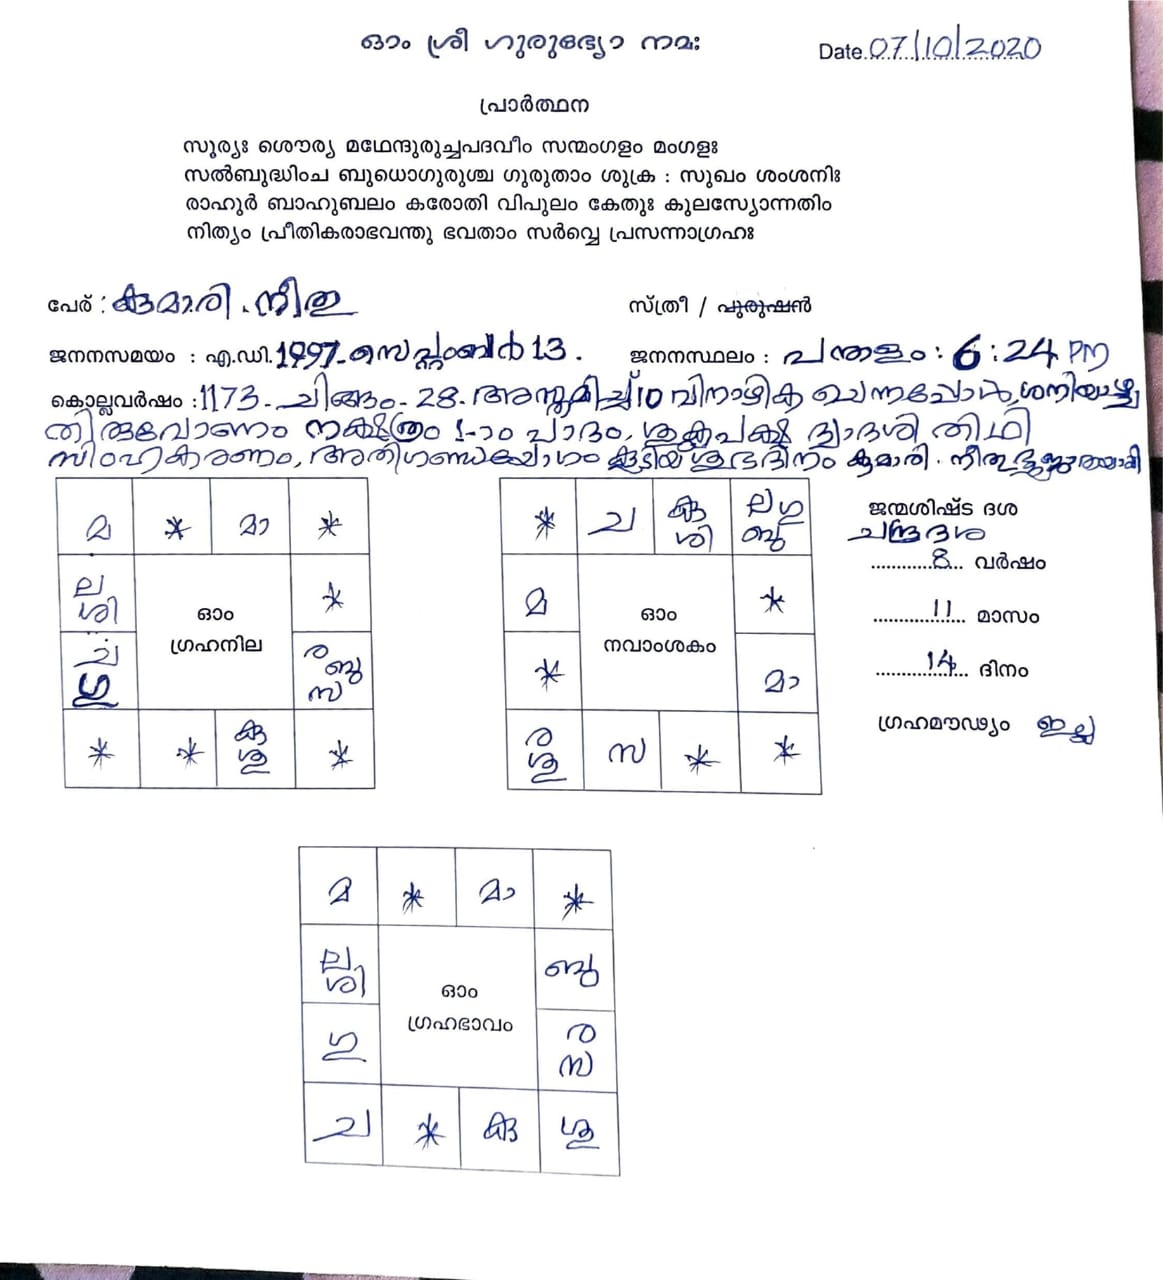 ഓം ശ്രീ ഗുരുഭ്യോ നമഃ
Date 07/10/2020
പ്രാർത്ഥന
സൂര്യഃ ശൌര്യ മഥേന്ദുരുച്ചപദവീം സന്മംഗളം മംഗളഃ
സൽബുദ്ധിംച ബുധൊഗുരുശ്ച ഗുരുതാം ശുക്ര : സുഖം ശംശനിഃ
രാഹുർ ബാഹുബലം കരോതി വിപുലം കേതുഃ കുലസ്യോന്നതിം
നിത്യം പ്രീതികരാഭവന്തു ഭവതാം സർവ്വെ പ്രസന്നാഗ്രഹഃ
പേര് : കുമാരി . നീതു സ്ത്രീ / പുരുഷൻ
ജനനസമയം : എ.ഡി. 1997 - സെപ്റ്റംബർ 13 . ജനനസ്ഥലം : പന്തളം : 6 : 24 PM
കൊല്ലവർഷം : 1173 - ചിങ്ങം - 28 - അസ്തമിച്ച് 10 വിനാഴിക ചെന്നപ്പോൾ, ശനിയാഴ്ച
തിരുവോണം നക്ഷത്രം 1-ാം പാദം, ശുക്ലപക്ഷ ദ്വാദശി തിഥി
സിംഹകരണം, അതിഗണ്ഡയോഗം കൂടിയ ശുഭദിനം കുമാരി . നീതു
മ * മാ *
ല ശി
ഓം
ഗ്രഹനില
*
ച ഗു
ര ബു സ
* * കു ശു *
* ച കു ശി ല ഗു ബു
മ
ഓം
നവാംശകം
*
*
മാ
ര ശു സ * *
ജന്മശിഷ്ട ദശ
ചന്ദ്രദശ
8 വർഷം
11 മാസം
14 ദിനം
ഗ്രഹമൗഢ്യം ഇല്ല
മ * മാ *
ല ശി
ഓം
ഗ്രഹഭാവം
ബു
ഗു
ര സ
ച * കു ശു